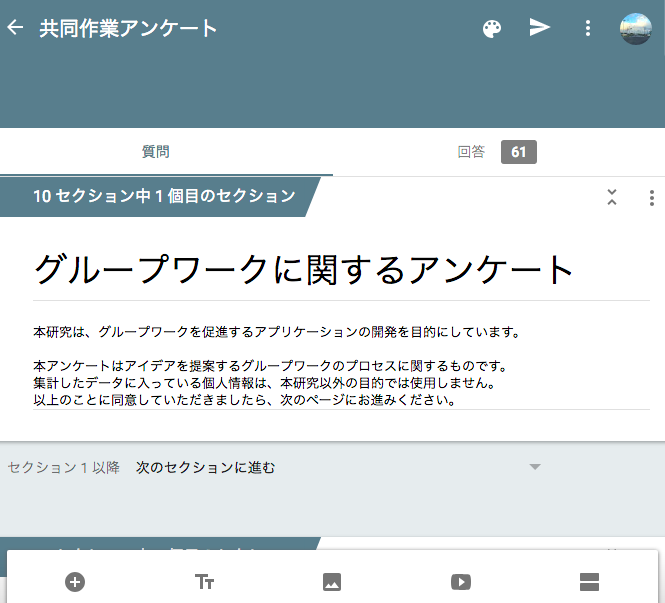 共同作業アンケート
質問
回答 61
10 セクション中 1 個目のセクション
グループワークに関するアンケート
本研究は、グループワークを促進するアプリケーションの開発を目的にしています。
本アンケートはアイデアを提案するグループワークのプロセスに関するものです。
集計したデータに入っている個人情報は、本研究以外の目的では使用しません。
以上のことに同意していただきましたら、次のページにお進みください。
セクション 1 以降 次のセクションに進む
Tт